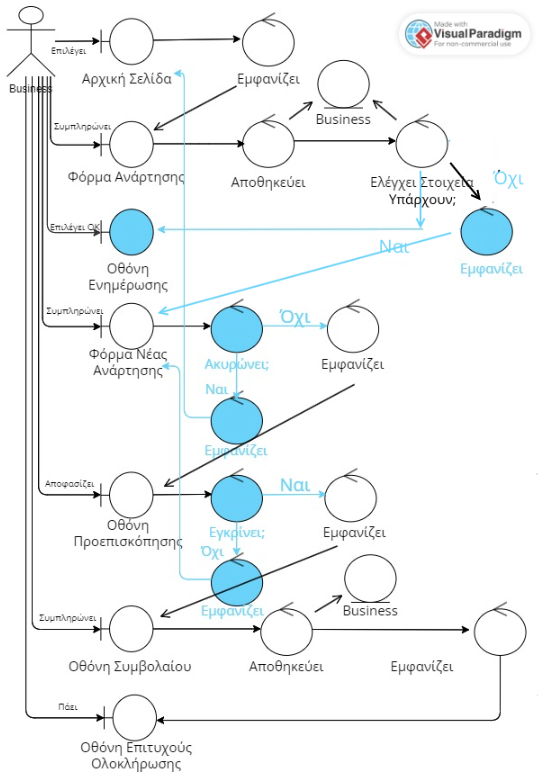 Made with
Visual Paradigm
For non-commercial use
Επιλέγει
Αρχική Σελίδα
Εμφανίζει
Business
Συμπληρώνει
Business
Φόρμα Ανάρτησης
Αποθηκεύει
Ελέγχει Στοιχεία
Υπάρχουν;
Όχι
Επιλέγει ΟΚ
Ναι
Εμφανίζει
Οθόνη
Ενημέρωσης
Συμπληρώνει
Όχι
Φόρμα Νέας
Ανάρτησης
Ακυρώνει;
Εμφανίζει
Ναι
Εμφανίζει
Αποφασίζει
Ναι
Οθόνη
Προεπισκόπησης
Εγκρίνει;
Εμφανίζει
Όχι
Εμφανίζει
Business
Συμπληρώνει
Οθόνη Συμβολαίου
Αποθηκεύει
Εμφανίζει
Πάει
Οθόνη Επιτυχούς
Ολοκλήρωσης